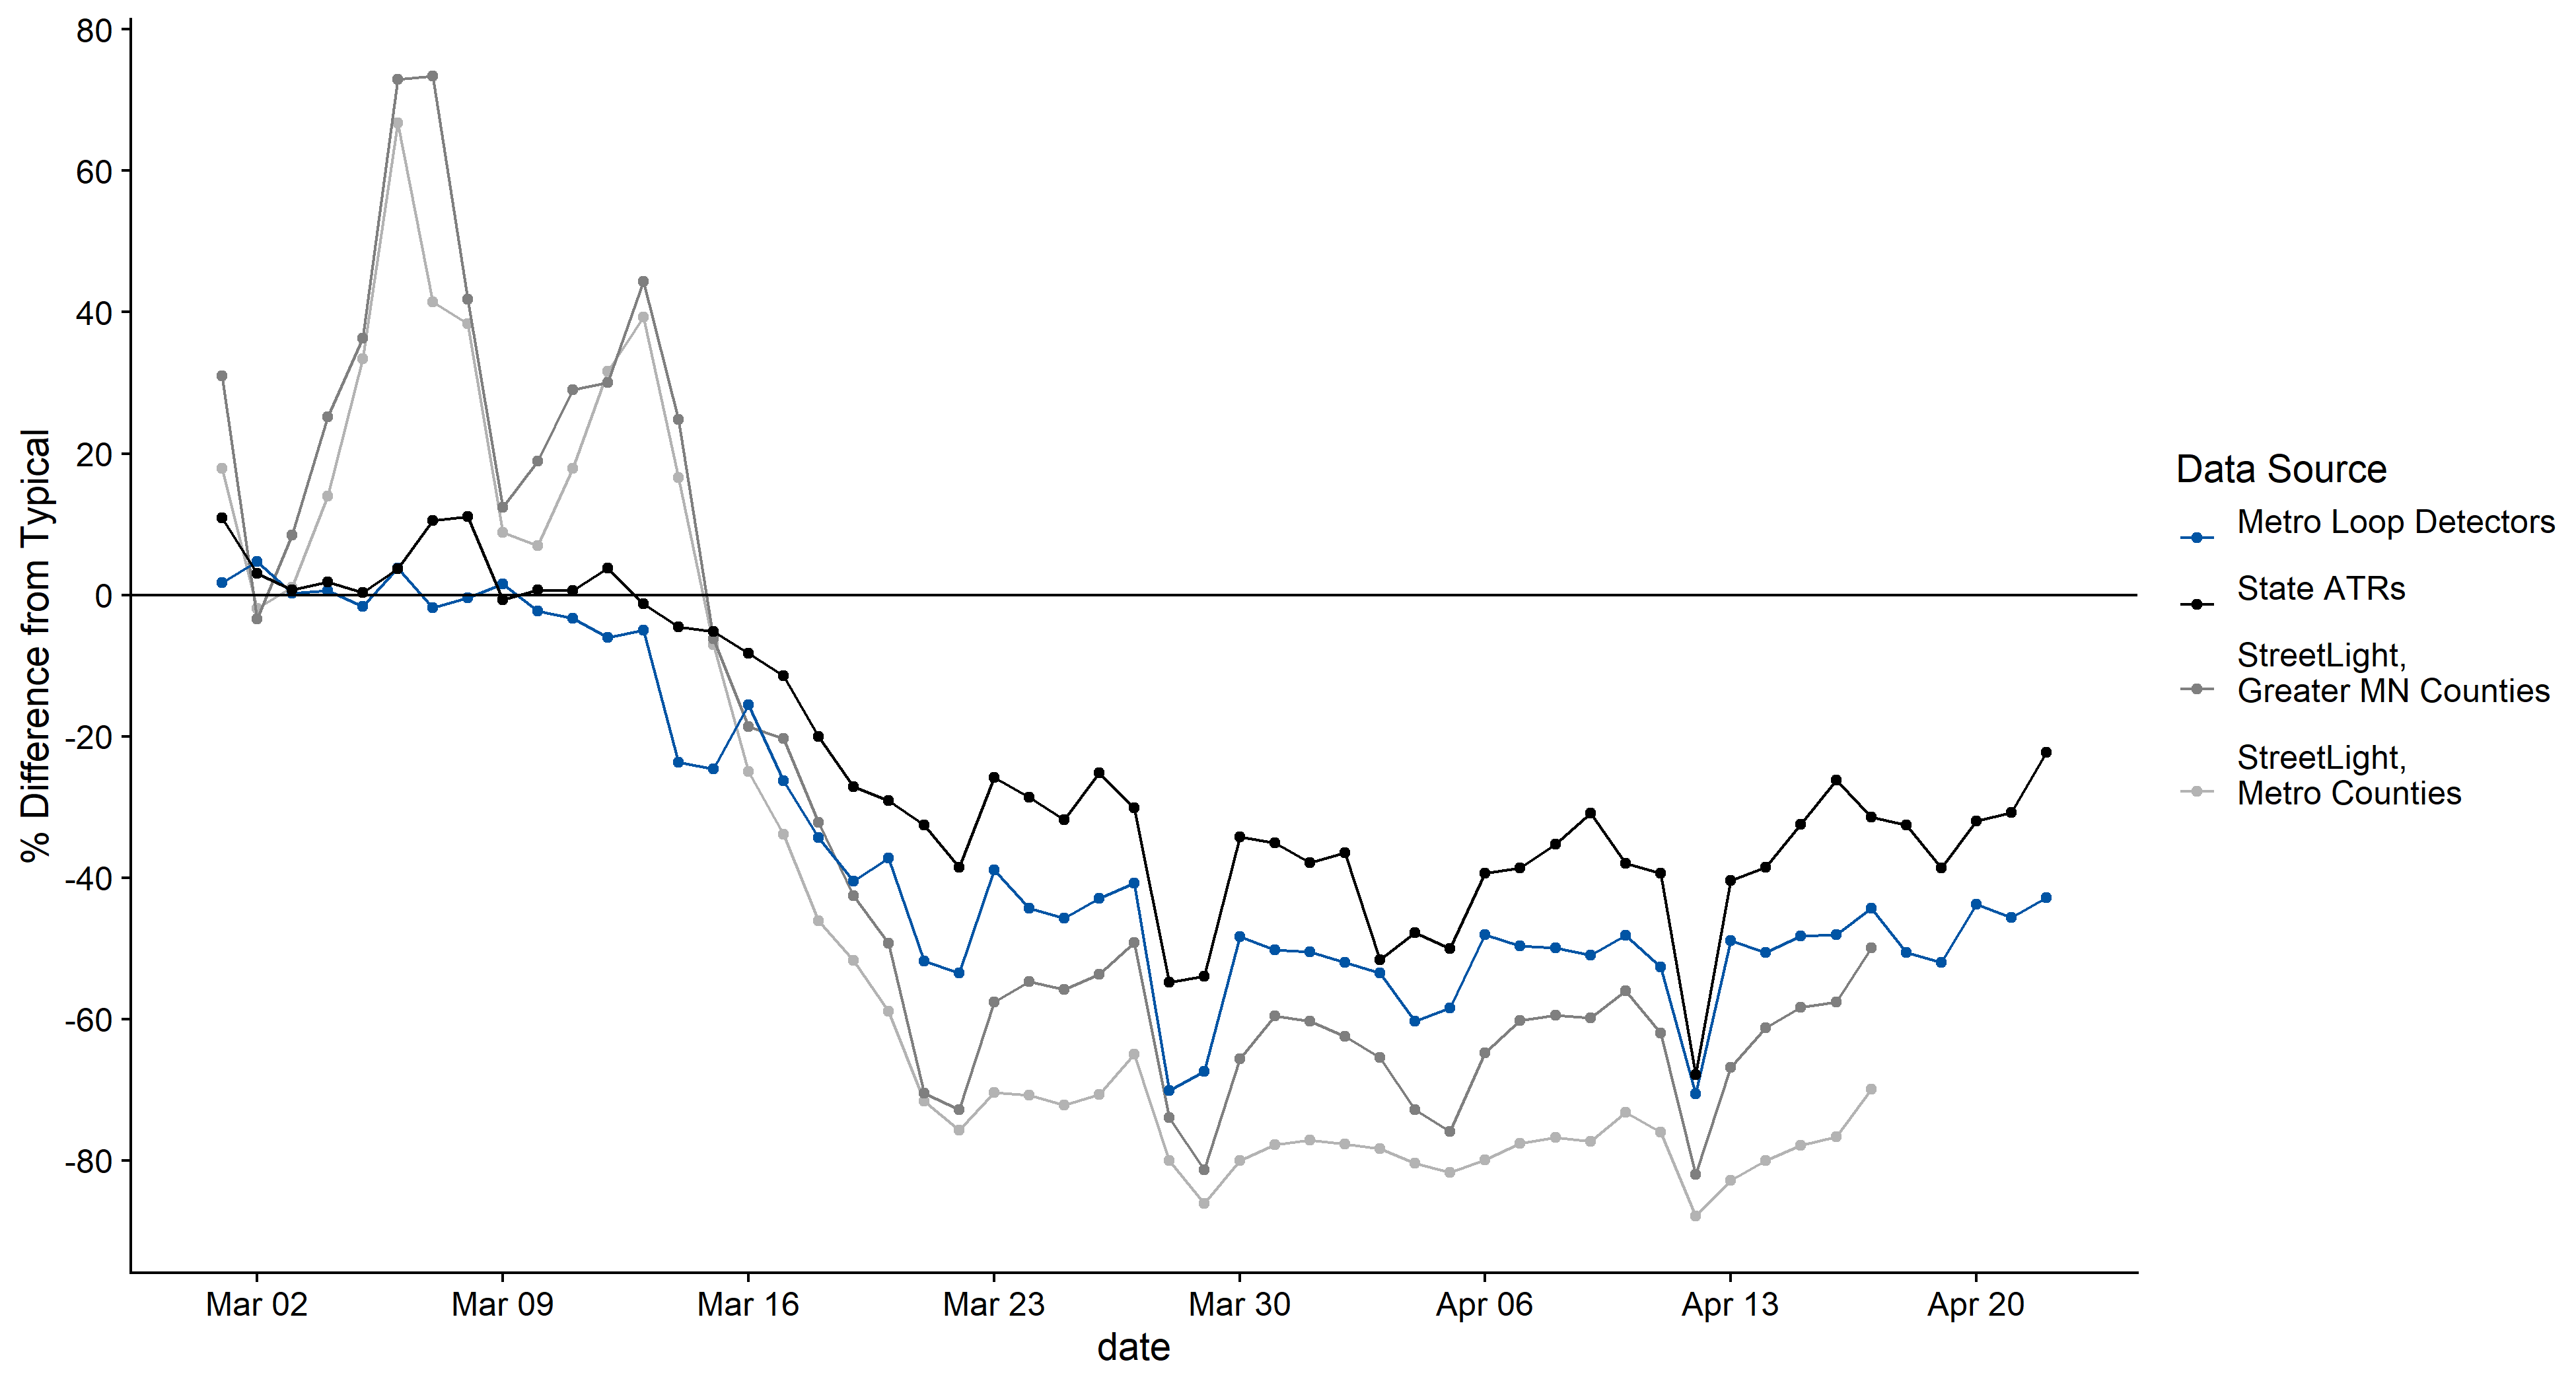 80
60
40
20
0
-20
-40
-60
-80
% Difference from Typical
Mar 02
Mar 09
Mar 16
Mar 23
Mar 30
Apr 06
Apr 13
Apr 20
date
Data Source
Metro Loop Detectors
State ATRs
StreetLight,
Greater MN Counties
StreetLight,
Metro Counties